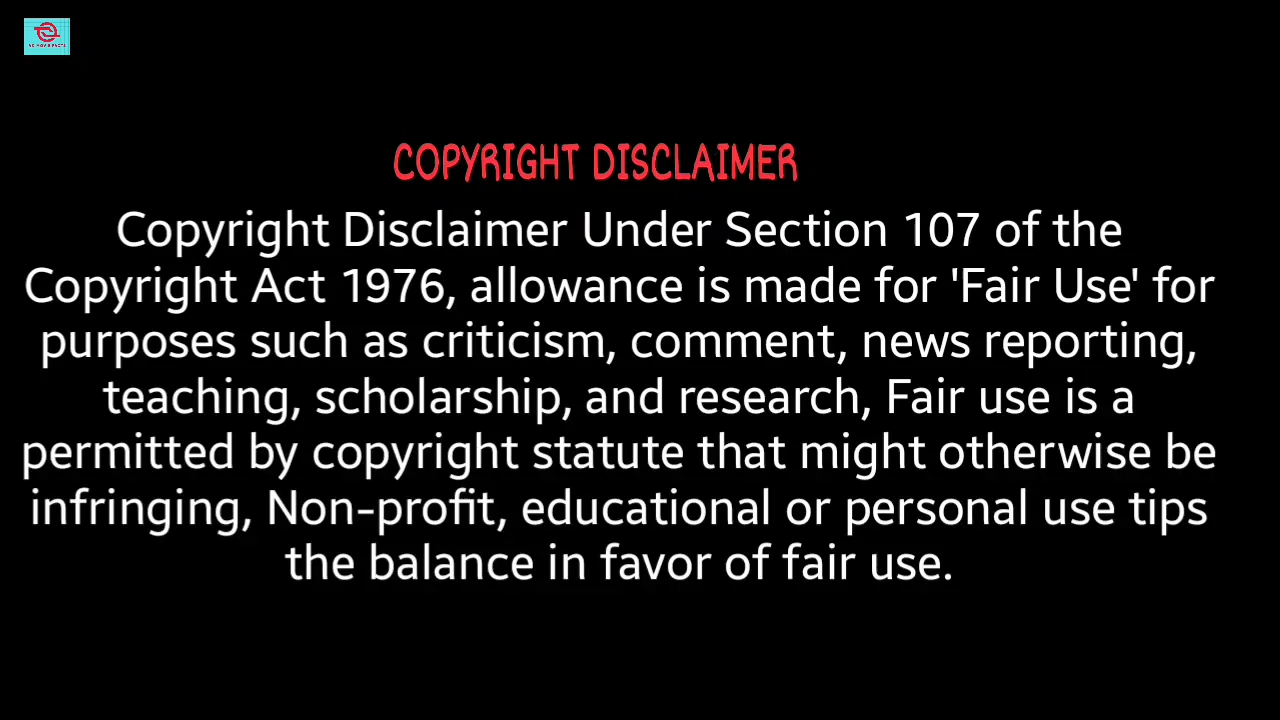 COPYRIGHT DISCLAIMER
Copyright Disclaimer Under Section 107 of the
Copyright Act 1976, allowance is made for 'Fair Use' for
purposes such as criticism, comment, news reporting,
teaching, scholarship, and research, Fair use is a
permitted by copyright statute that might otherwise be
infringing, Non-profit, educational or personal use tips
the balance in favor of fair use.